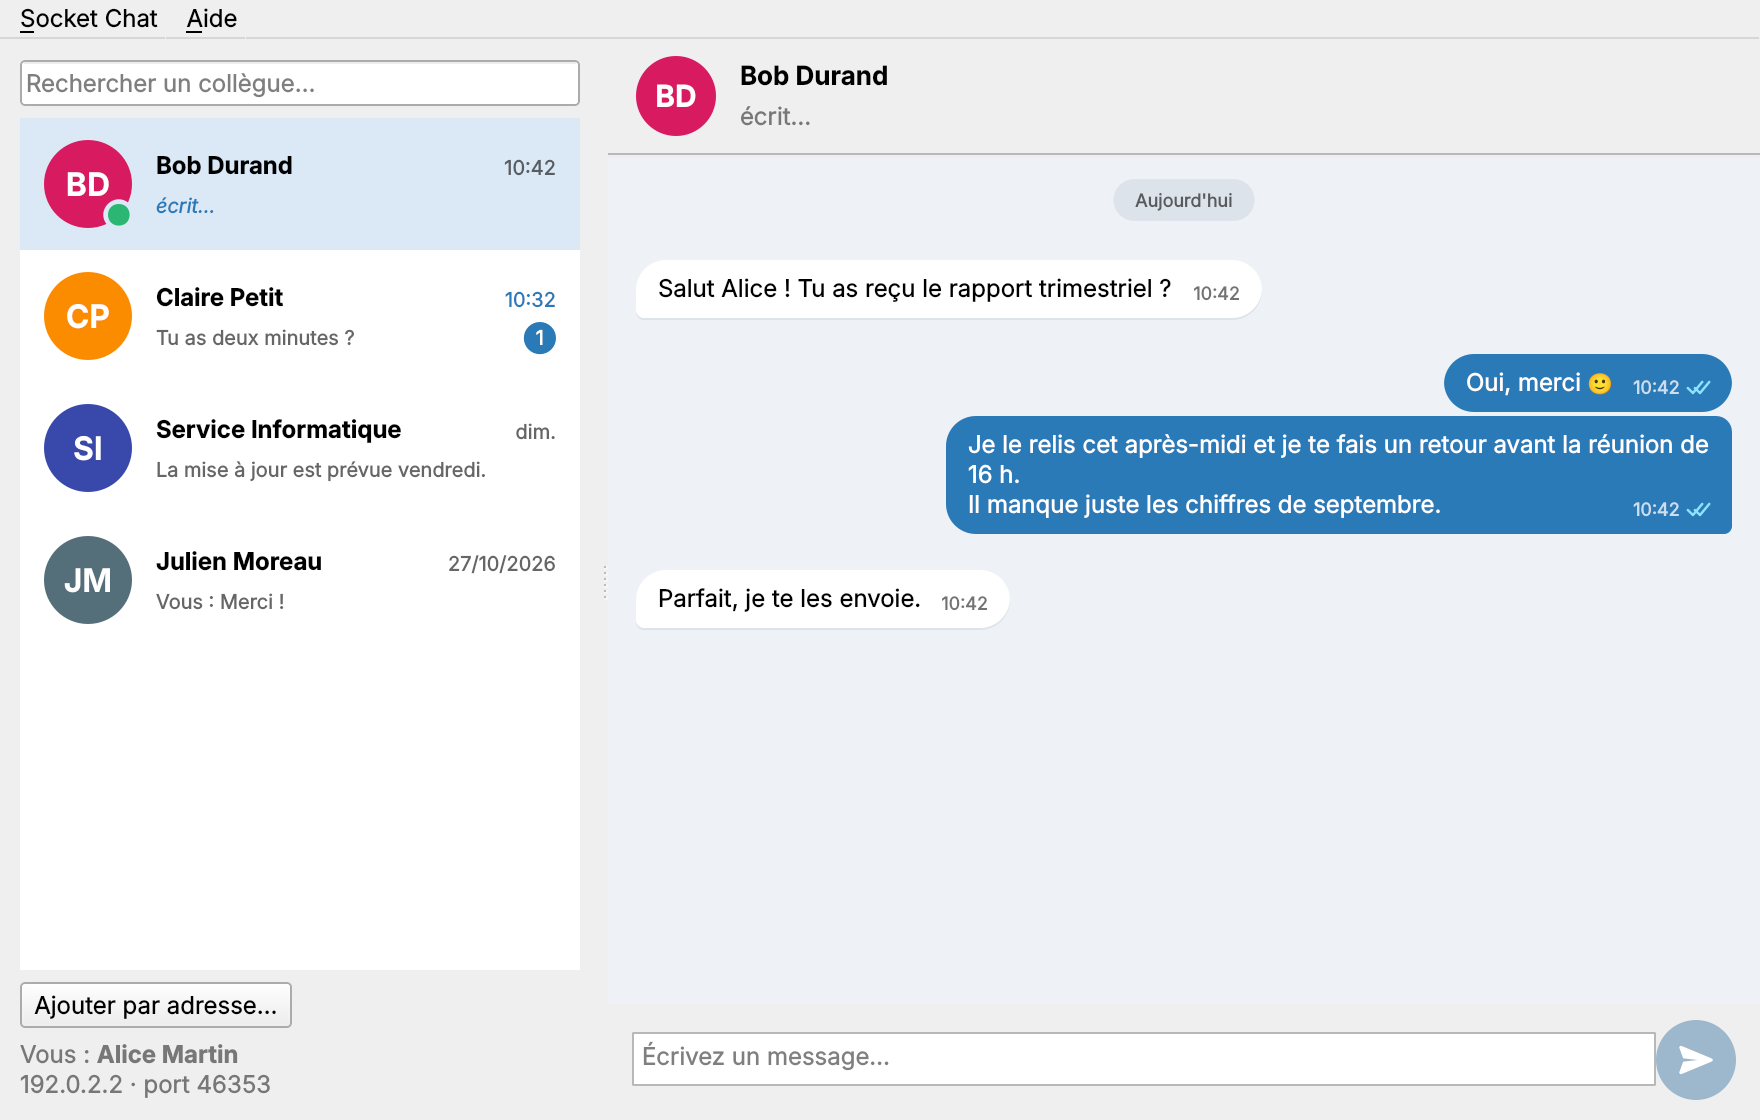 Socket Chat Aide
Rechercher un collègue...
BD
Bob Durand
10:42
écrit...
CP
Claire Petit
10:32
Tu as deux minutes ?
1
SI
Service Informatique
dim.
La mise à jour est prévue vendredi.
JM
Julien Moreau
27/10/2026
Vous : Merci !
Ajouter par adresse...
Vous : Alice Martin
192.0.2.2 · port 46353
BD
Bob Durand
écrit...
Aujourd'hui
Salut Alice ! Tu as reçu le rapport trimestriel ? 10:42
Oui, merci 🙂 10:42
Je le relis cet après-midi et je te fais un retour avant la réunion de
16 h.
Il manque juste les chiffres de septembre. 10:42
Parfait, je te les envoie. 10:42
Écrivez un message...